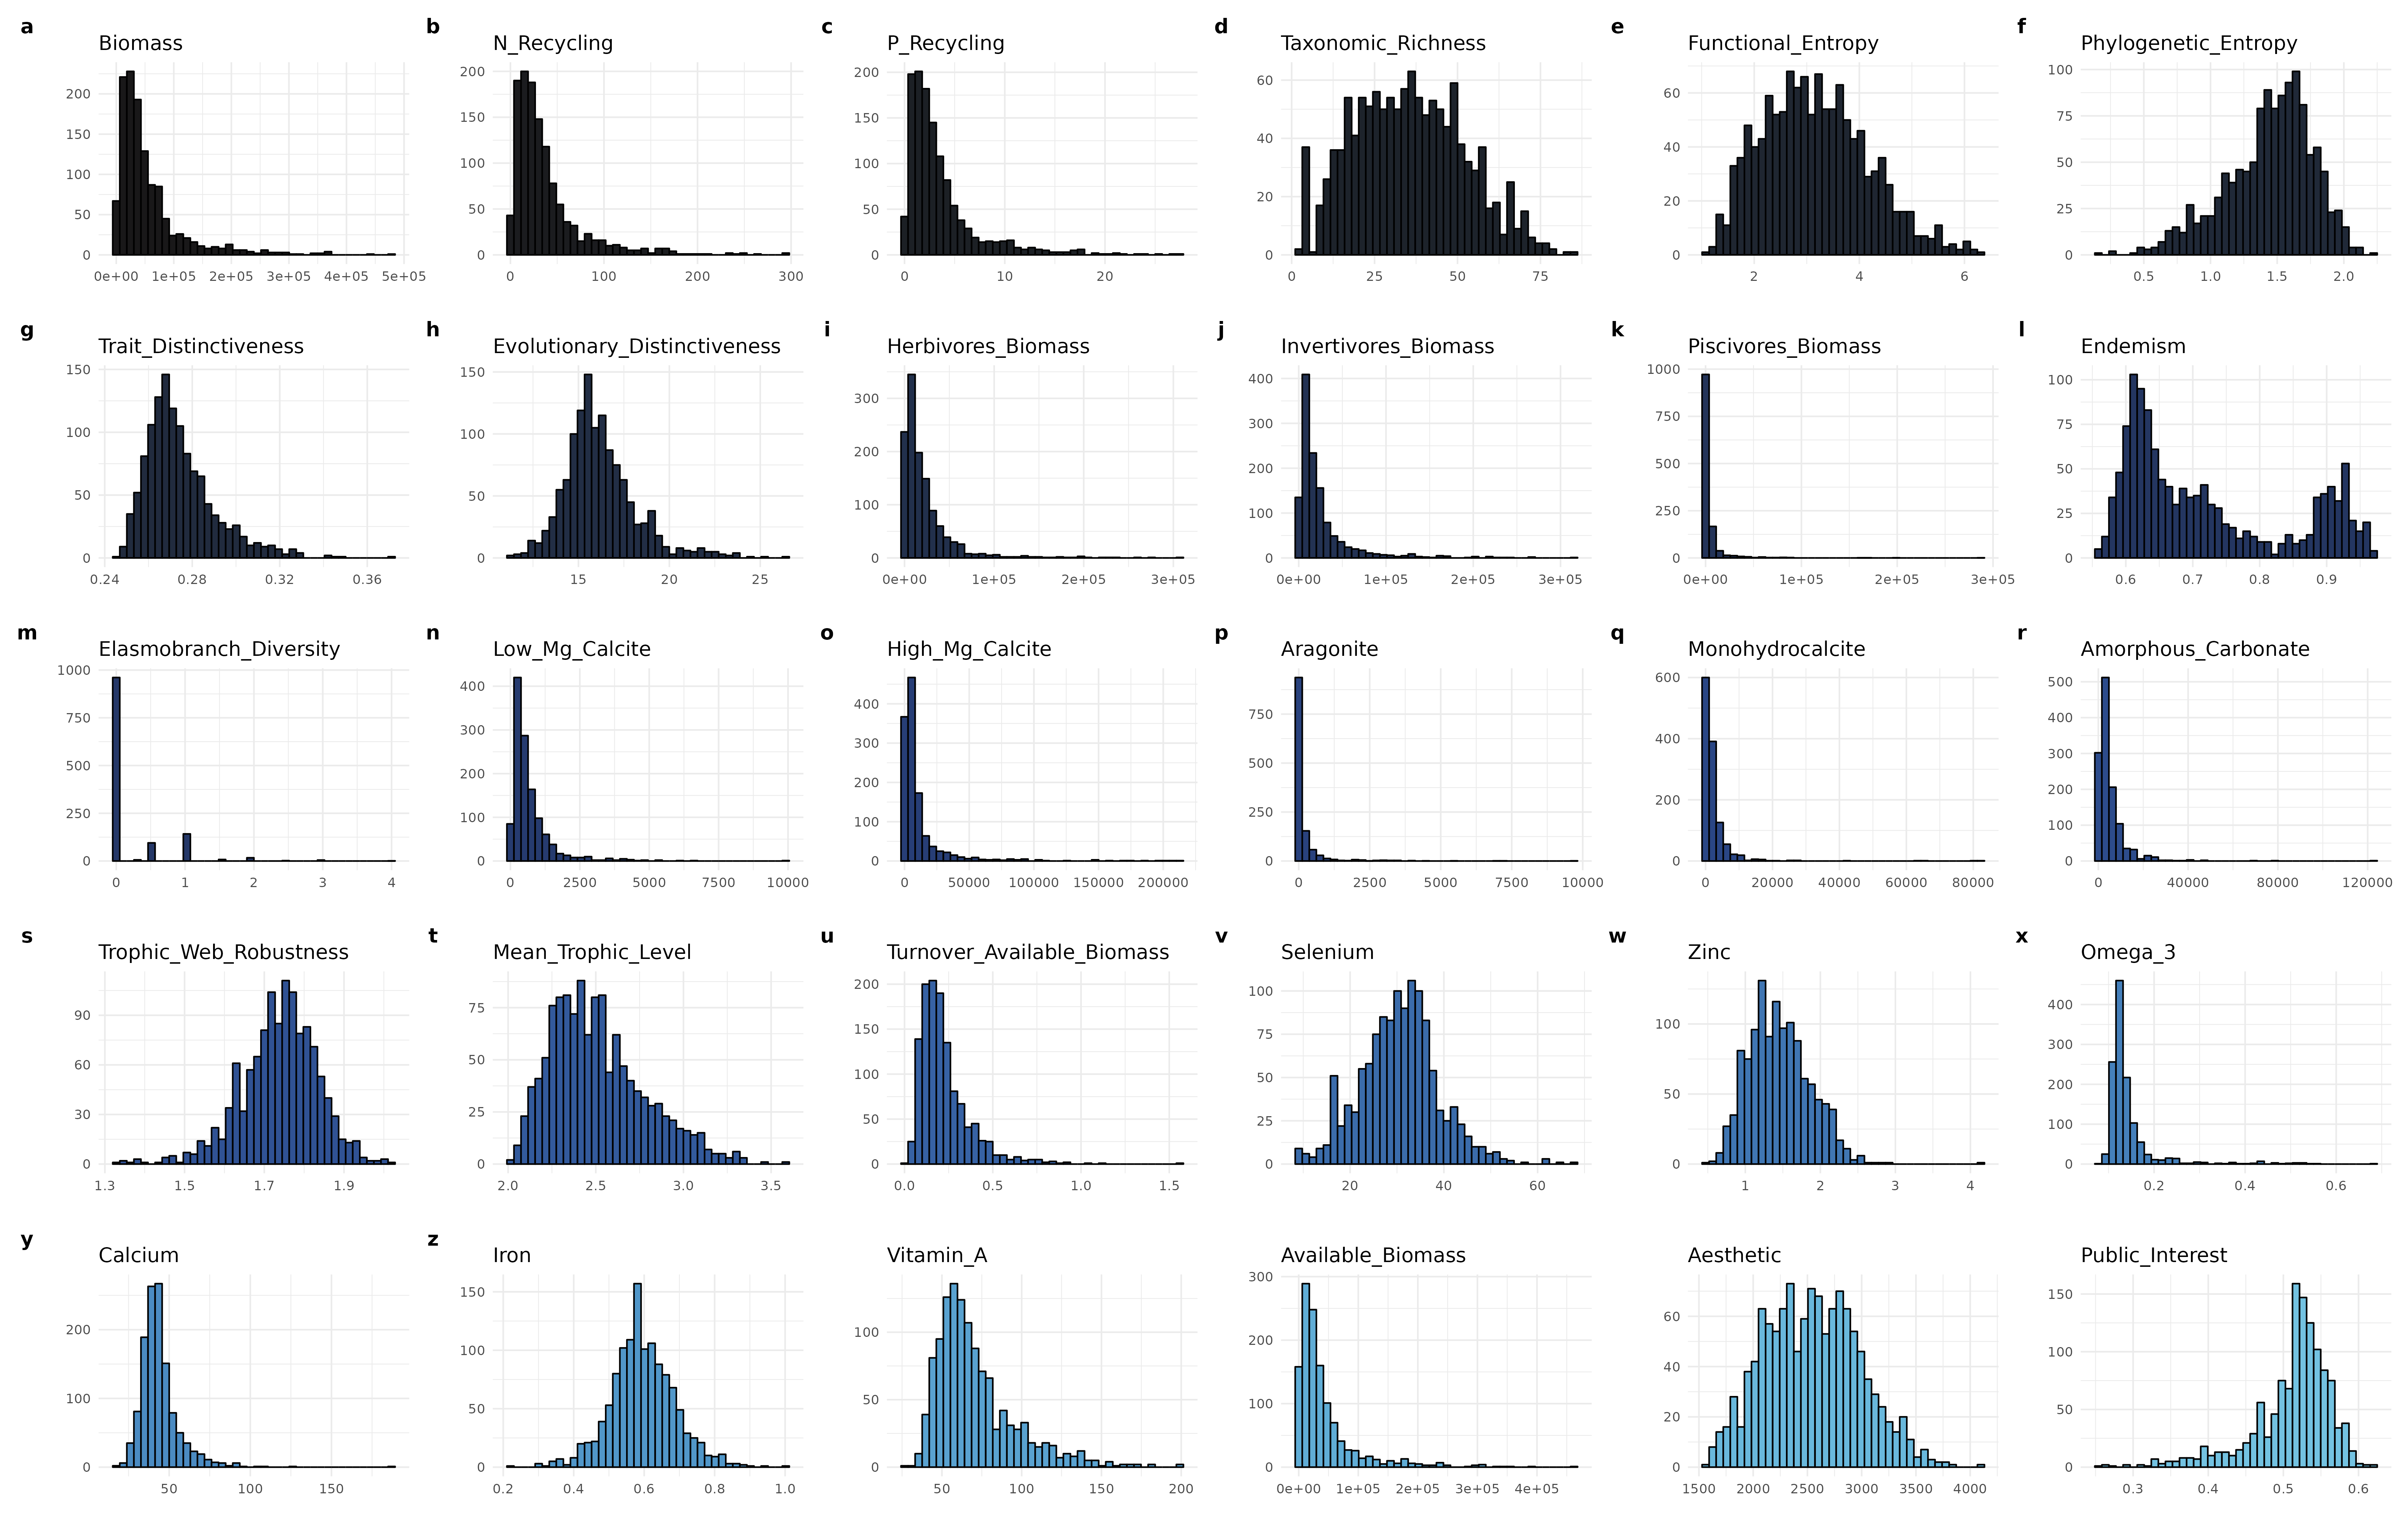 a b c d e f
Biomass N_Recycling P_Recycling Taxonomic_Richness Functional_Entropy Phylogenetic_Entropy
200 150 100 50 0
0e+00 1e+05 2e+05 3e+05 4e+05 5e+05
200 150 100 50 0
0 100 200 300
200 150 100 50 0
0 10 20
60 40 20 0
0 25 50 75
60 40 20 0
2 4 6
100 75 50 25 0
0.5 1.0 1.5 2.0
g h i j k l
Trait_Distinctiveness Evolutionary_Distinctiveness Herbivores_Biomass Invertivores_Biomass Piscivores_Biomass Endemism
150 100 50 0
0.24 0.28 0.32 0.36
150 100 50 0
15 20 25
300 200 100 0
0e+00 1e+05 2e+05 3e+05
400 300 200 100 0
0e+00 1e+05 2e+05 3e+05
1000 750 500 250 0
0e+00 1e+05 2e+05 3e+05
100 75 50 25 0
0.6 0.7 0.8 0.9
m n o p q r
Elasmobranch_Diversity Low_Mg_Calcite High_Mg_Calcite Aragonite Monohydrocalcite Amorphous_Carbonate
1000 750 500 250 0
0 1 2 3 4
400 300 200 100 0
0 2500 5000 7500 10000
400 300 200 100 0
0 50000 100000 150000 200000
750 500 250 0
0 2500 5000 7500 10000
600 400 200 0
0 20000 40000 60000 80000
500 400 300 200 100 0
0 40000 80000 120000
s t u v w x
Trophic_Web_Robustness Mean_Trophic_Level Turnover_Available_Biomass Selenium Zinc Omega_3
90 60 30 0
1.3 1.5 1.7 1.9
75 50 25 0
2.0 2.5 3.0 3.5
200 150 100 50 0
0.0 0.5 1.0 1.5
100 75 50 25 0
20 40 60
100 50 0
1 2 3 4
400 300 200 100 0
0.2 0.4 0.6
y z
Calcium Iron Vitamin_A Available_Biomass Aesthetic Public_Interest
200 100 0
50 100 150
150 100 50 0
0.2 0.4 0.6 0.8 1.0
100 50 0
50 100 150 200
300 200 100 0
0e+00 1e+05 2e+05 3e+05 4e+05
60 40 20 0
1500 2000 2500 3000 3500 4000
150 100 50 0
0.3 0.4 0.5 0.6